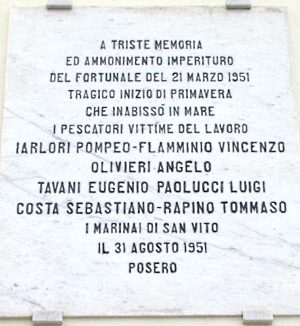 A TRISTE MEMORIA
ED AMMONIMENTO IMPERITURO
DEL FORTUNALE DEL 21 MARZO 1951
TRAGICO INIZIO DI PRIMAVERA
CHE INABISSÒ IN MARE
I PESCATORI VITTIME DEL LAVORO
IARLORI POMPEO-FLAMMINIO VINCENZO
OLIVIERI ANGELO
TAVANI EUGENIO PAOLUCCI LUIGI
COSTA SEBASTIANO-RAPINO TOMMASO
I MARINAI DI SAN VITO
IL 31 AGOSTO 1951
POSERO